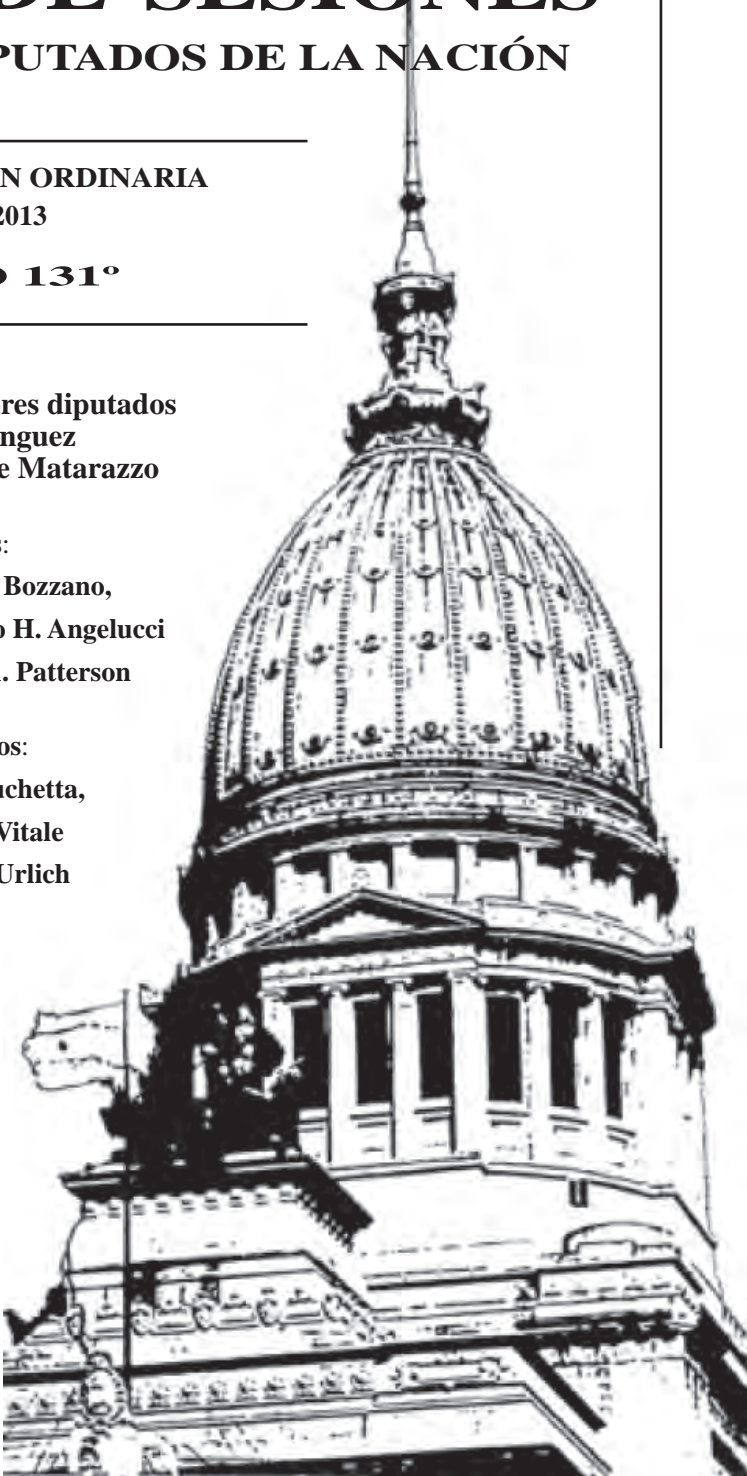 DE SESIONES
PUTADOS DE LA NACIÓN
N ORDINARIA
2013
O 131º
res diputados
nguez
e Matarazzo
s:
Bozzano,
o H. Angelucci
. Patterson
os:
uchetta,
Vitale
Urlich